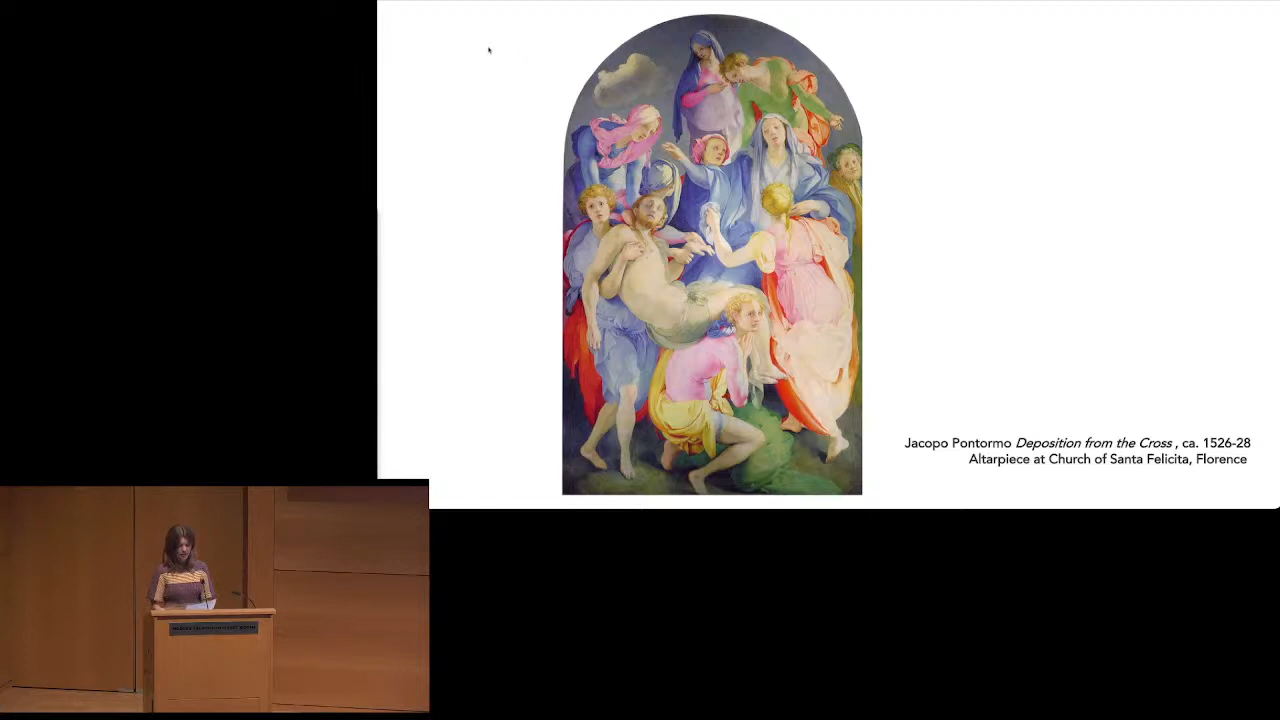 Jacopo Pontormo Deposition from the Cross , ca. 1526-28
Altarpiece at Church of Santa Felicita, Florence